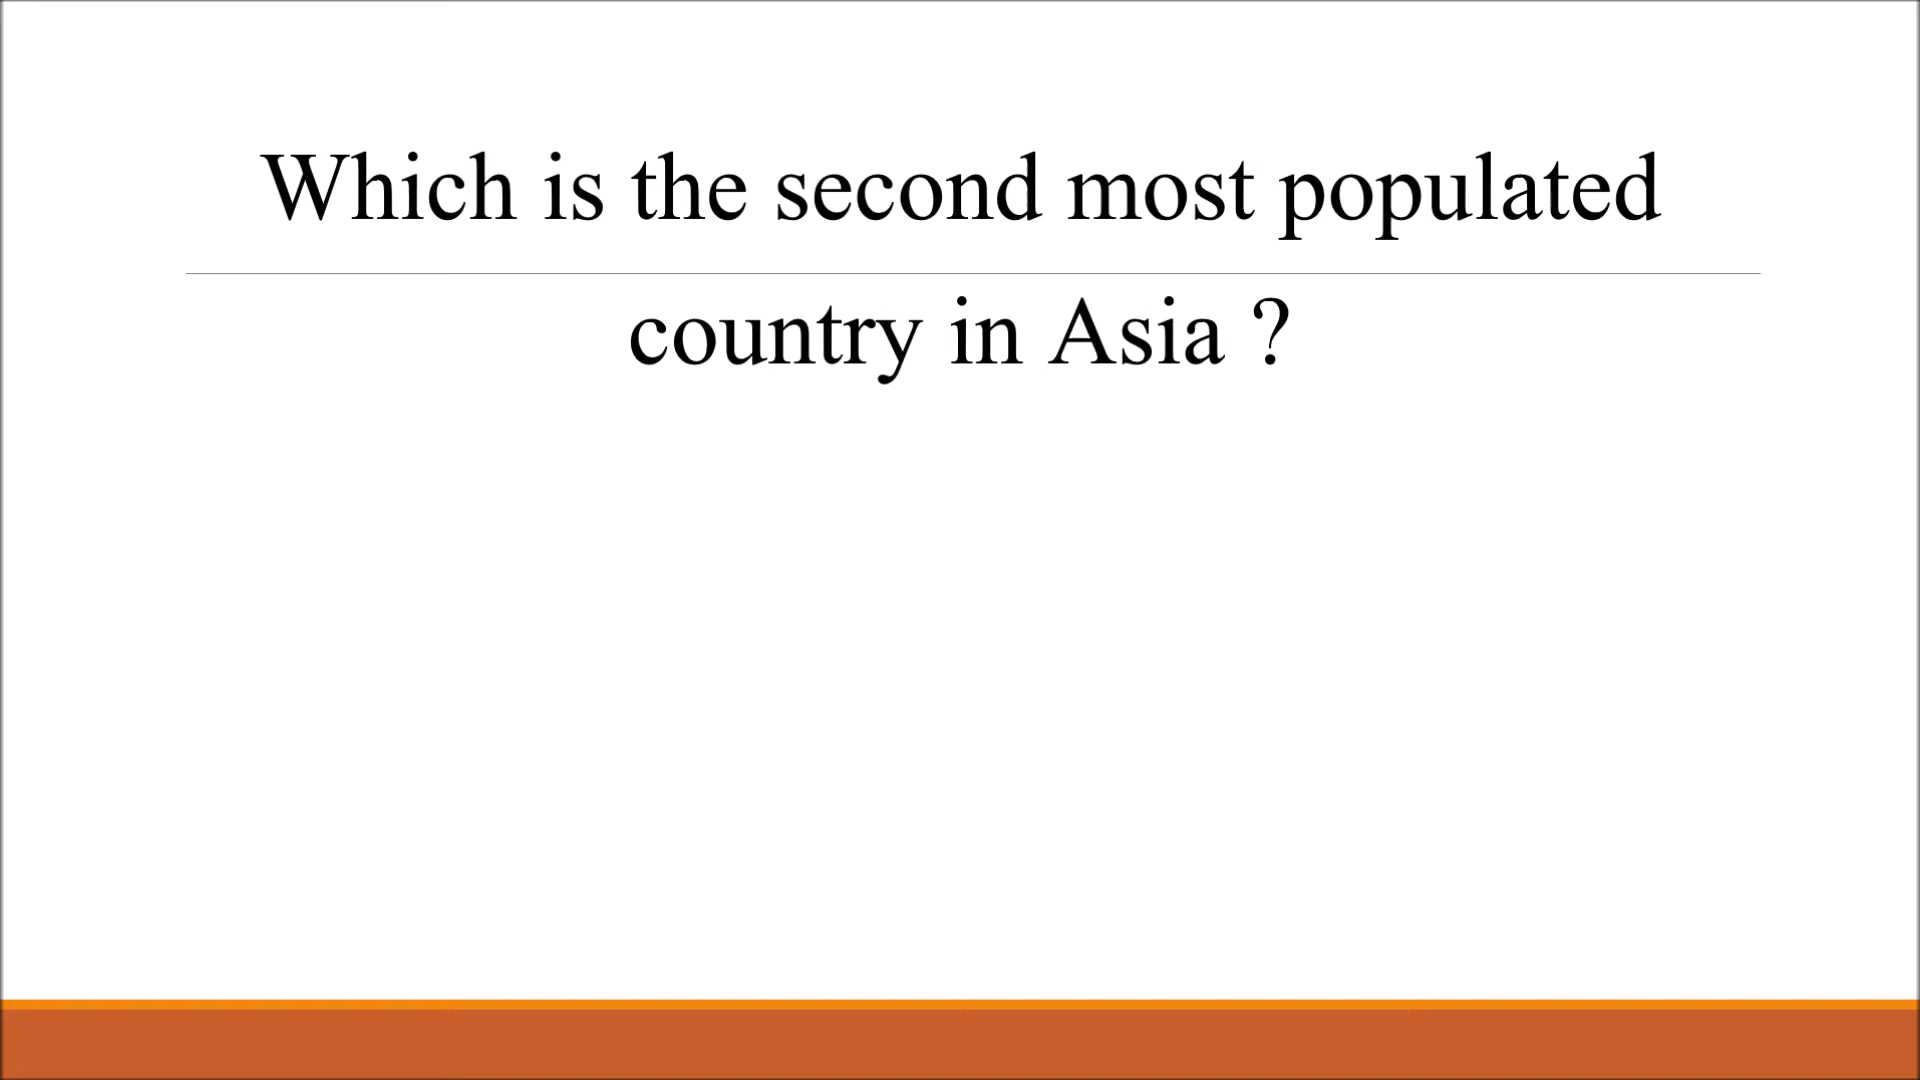 Which is the second most populated
country in Asia ?